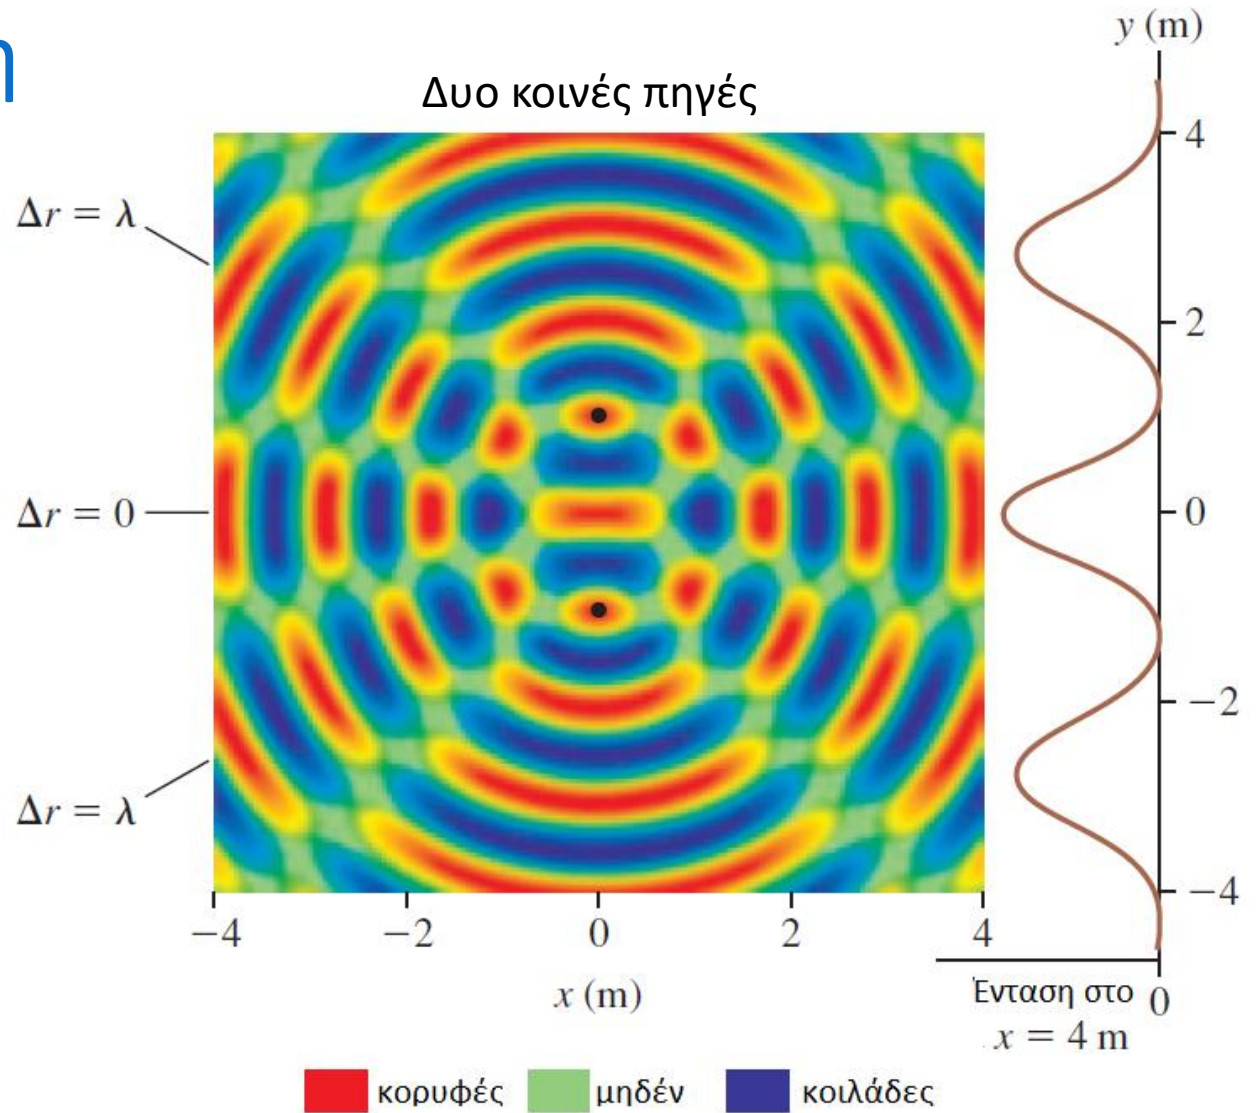 η
Δυο κοινές πηγές
y (m)
4
2
0
−2
−4
Δr = λ
Δr = 0
Δr = λ
−4 −2 0 2 4
x (m)
Ένταση στο 0
x = 4 m
κορυφές μηδέν κοιλάδες